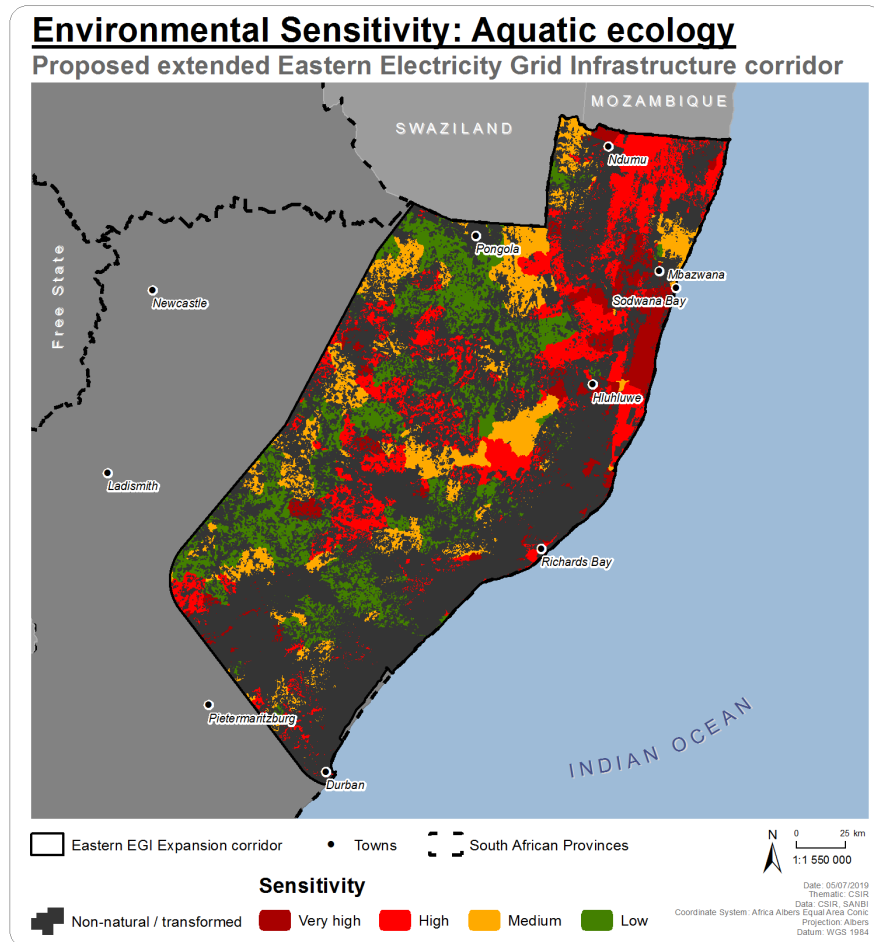 Environmental Sensitivity: Aquatic ecology
Proposed extended Eastern Electricity Grid Infrastructure corridor
MOZAMBIQUE
SWAZILAND
Ndumu
Pongola
Free State
Mbazwana
Newcastle
Sodwana Bay
Hluhluwe
Ladismith
Richards Bay
Pietermaritzburg
INDIAN OCEAN
Durban
Eastern EGI Expansion corridor
Towns
South African Provinces
N
0 25 km
1:1 550 000
Sensitivity
Non-natural / transformed
Very high
High
Medium
Low
Date: 05/07/2019
Thematic: CSIR
Data: CSIR, SANBI
Coordinate System: Africa Albers Equal Area Conic
Projection: Albers
Datum: WGS 1984